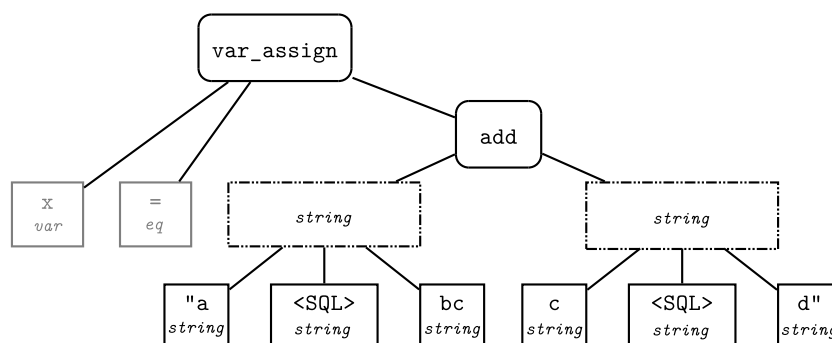 var_assign
add
x
var
=
eq
string
string
"a
string
<SQL>
string
bc
string
c
string
<SQL>
string
d"
string